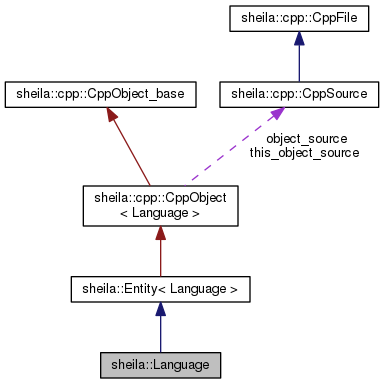 sheila::cpp::CppFile
sheila::cpp::CppObject_base
sheila::cpp::CppSource
object_source
this_object_source
sheila::cpp::CppObject
< Language >
sheila::Entity< Language >
sheila::Language